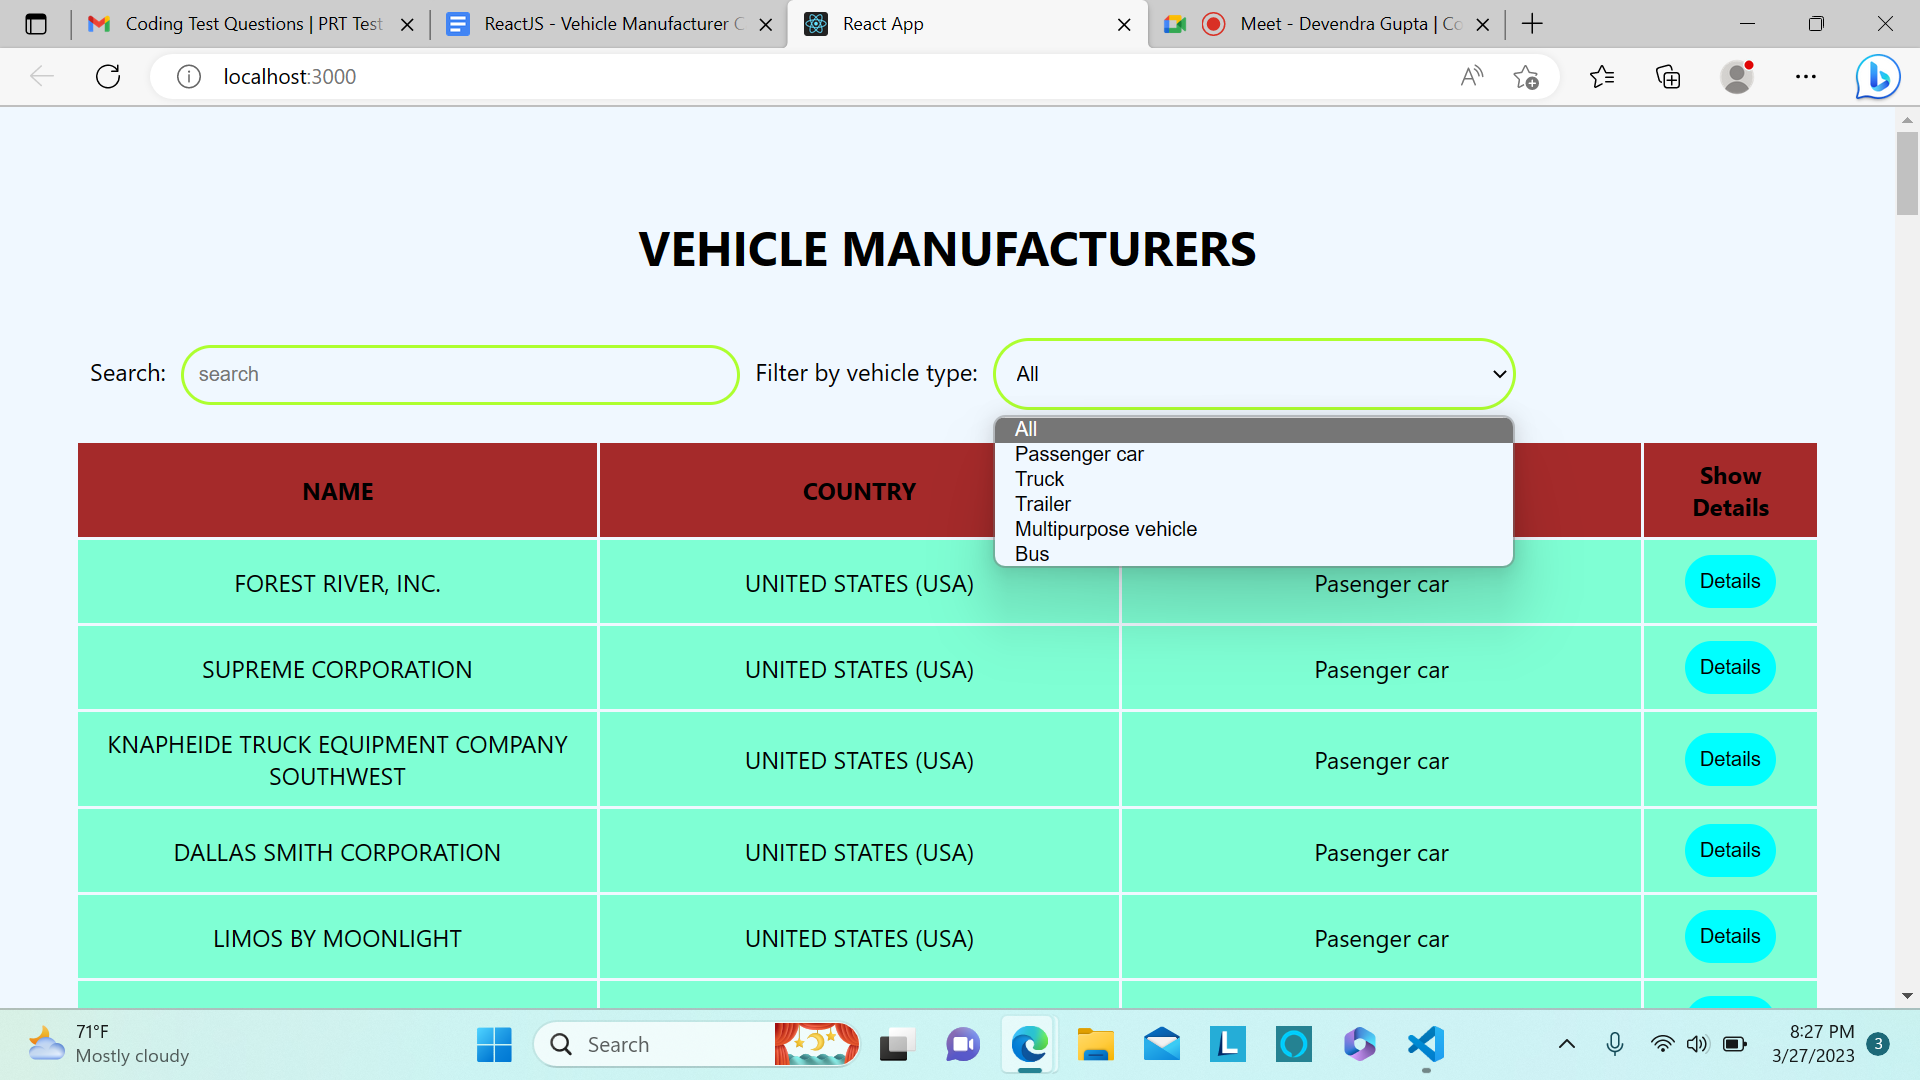 Coding Test Questions | PRT Test
ReactJS - Vehicle Manufacturer C
React App
Meet - Devendra Gupta | Co
localhost:3000
VEHICLE MANUFACTURERS
Search:
search
Filter by vehicle type:
All
All
Passenger car
Truck
Trailer
Multipurpose vehicle
Bus
NAME
COUNTRY
Show
Details
FOREST RIVER, INC.
UNITED STATES (USA)
Pasenger car
Details
SUPREME CORPORATION
UNITED STATES (USA)
Pasenger car
Details
KNAPHEIDE TRUCK EQUIPMENT COMPANY
SOUTHWEST
UNITED STATES (USA)
Pasenger car
Details
DALLAS SMITH CORPORATION
UNITED STATES (USA)
Pasenger car
Details
LIMOS BY MOONLIGHT
UNITED STATES (USA)
Pasenger car
Details
71°F
Mostly cloudy
Search
8:27 PM
3/27/2023
3